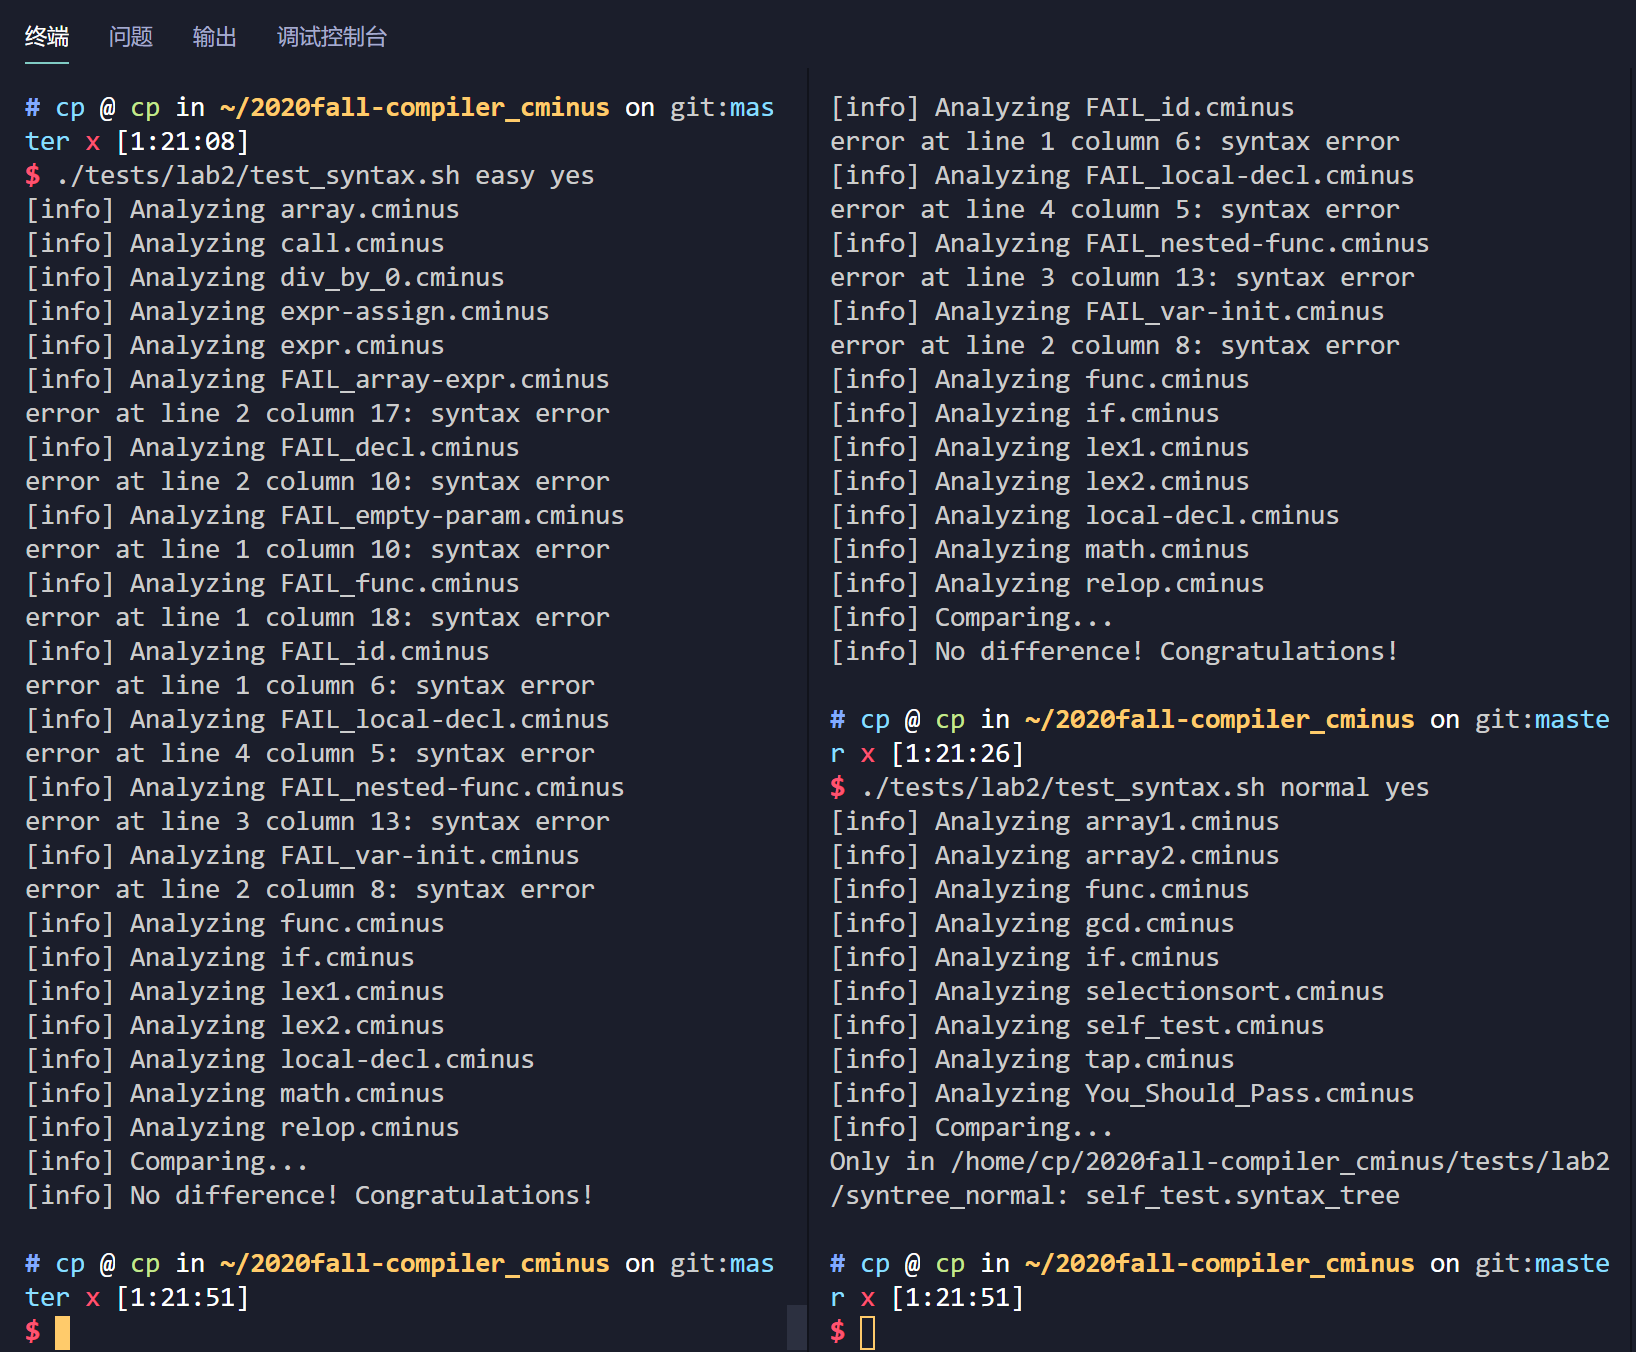 终端 问题 输出 调试控制台
# cp @ cp in ~/2020fall-compiler_cminus on git:mas
ter x [1:21:08]
$ ./tests/lab2/test_syntax.sh easy yes
[info] Analyzing array.cminus
[info] Analyzing call.cminus
[info] Analyzing div_by_0.cminus
[info] Analyzing expr-assign.cminus
[info] Analyzing expr.cminus
[info] Analyzing FAIL_array-expr.cminus
error at line 2 column 17: syntax error
[info] Analyzing FAIL_decl.cminus
error at line 2 column 10: syntax error
[info] Analyzing FAIL_empty-param.cminus
error at line 1 column 10: syntax error
[info] Analyzing FAIL_func.cminus
error at line 1 column 18: syntax error
[info] Analyzing FAIL_id.cminus
error at line 1 column 6: syntax error
[info] Analyzing FAIL_local-decl.cminus
error at line 4 column 5: syntax error
[info] Analyzing FAIL_nested-func.cminus
error at line 3 column 13: syntax error
[info] Analyzing FAIL_var-init.cminus
error at line 2 column 8: syntax error
[info] Analyzing func.cminus
[info] Analyzing if.cminus
[info] Analyzing lex1.cminus
[info] Analyzing lex2.cminus
[info] Analyzing local-decl.cminus
[info] Analyzing math.cminus
[info] Analyzing relop.cminus
[info] Comparing...
[info] No difference! Congratulations!
# cp @ cp in ~/2020fall-compiler_cminus on git:mas
ter x [1:21:51]
$
[info] Analyzing FAIL_id.cminus
error at line 1 column 6: syntax error
[info] Analyzing FAIL_local-decl.cminus
error at line 4 column 5: syntax error
[info] Analyzing FAIL_nested-func.cminus
error at line 3 column 13: syntax error
[info] Analyzing FAIL_var-init.cminus
error at line 2 column 8: syntax error
[info] Analyzing func.cminus
[info] Analyzing if.cminus
[info] Analyzing lex1.cminus
[info] Analyzing lex2.cminus
[info] Analyzing local-decl.cminus
[info] Analyzing math.cminus
[info] Analyzing relop.cminus
[info] Comparing...
[info] No difference! Congratulations!
# cp @ cp in ~/2020fall-compiler_cminus on git:maste
r x [1:21:26]
$ ./tests/lab2/test_syntax.sh normal yes
[info] Analyzing array1.cminus
[info] Analyzing array2.cminus
[info] Analyzing func.cminus
[info] Analyzing gcd.cminus
[info] Analyzing if.cminus
[info] Analyzing selectionsort.cminus
[info] Analyzing self_test.cminus
[info] Analyzing tap.cminus
[info] Analyzing You_Should_Pass.cminus
[info] Comparing...
Only in /home/cp/2020fall-compiler_cminus/tests/lab2
/syntree_normal: self_test.syntax_tree
# cp @ cp in ~/2020fall-compiler_cminus on git:maste
r x [1:21:51]
$